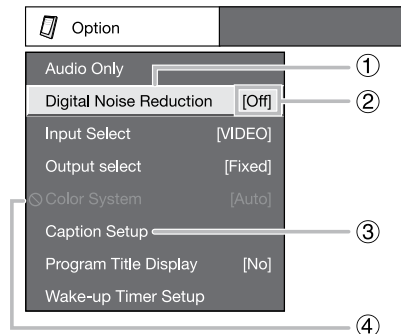 Option
Audio Only
①
Digital Noise Reduction [Off]
②
Input Select [VIDEO]
Output select [Fixed]
Color System [Auto]
Caption Setup
③
Program Title Display [No]
Wake-up Timer Setup
④